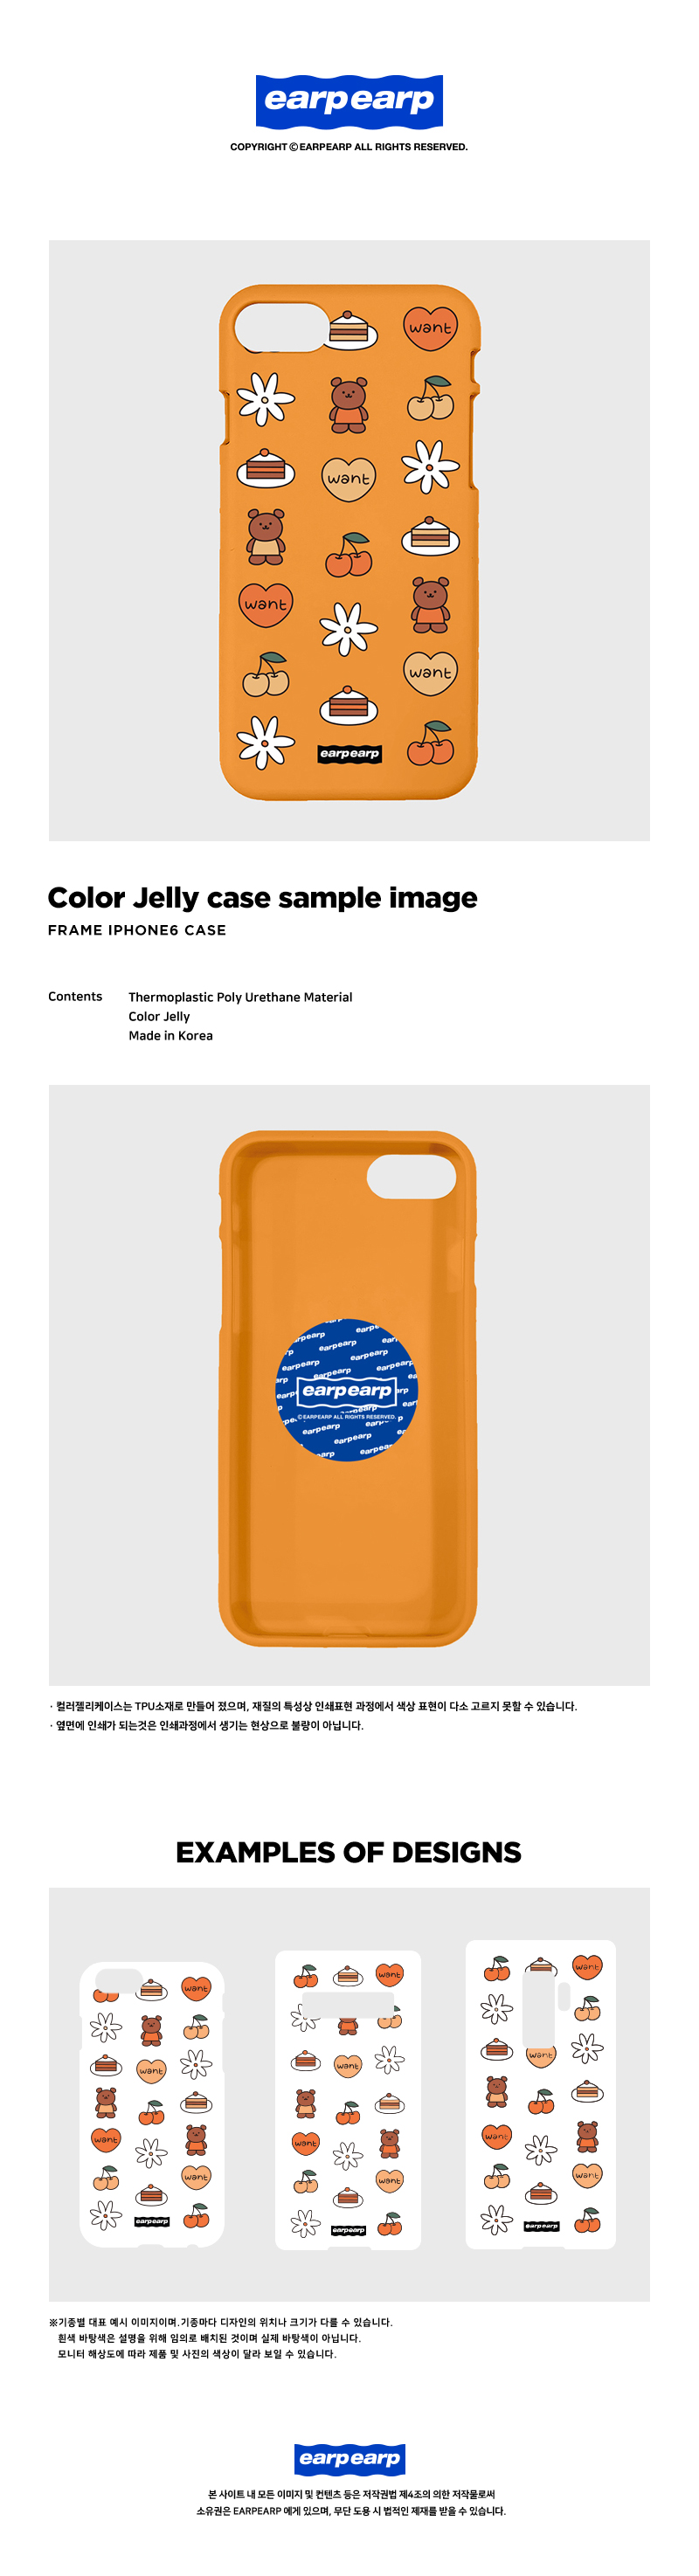 earp earp
COPYRIGHT ⓒ EARPEARP ALL RIGHTS RESERVED.
want
want
want
want
earp earp
Color Jelly case sample image
FRAME IPHONE6 CASE
Contents
Thermoplastic Poly Urethane Material
Color Jelly
Made in Korea
earp earp
ⓒ EARPEARP ALL RIGHTS RESERVED.
· 컬러젤리케이스는 TPU소재로 만들어 졌으며, 재질의 특성상 인쇄표현 과정에서 색상 표현이 다소 고르지 못할 수 있습니다.
· 옆면에 인쇄가 되는것은 인쇄과정에서 생기는 현상으로 불량이 아닙니다.
EXAMPLES OF DESIGNS
want
want
want
want
earp earp
want
want
want
want
earp earp
want
want
want
want
earp earp
※기종별 대표 예시 이미지이며.기종마다 디자인의 위치나 크기가 다를 수 있습니다.
흰색 바탕색은 설명을 위해 임의로 배치된 것이며 실제 바탕색이 아닙니다.
모니터 해상도에 따라 제품 및 사진의 색상이 달라 보일 수 있습니다.
earp earp
본 사이트 내 모든 이미지 및 컨텐츠 등은 저작권법 제4조의 의한 저작물로써
소유권은 EARPEARP 에게 있으며, 무단 도용 시 법적인 제재를 받을 수 있습니다.